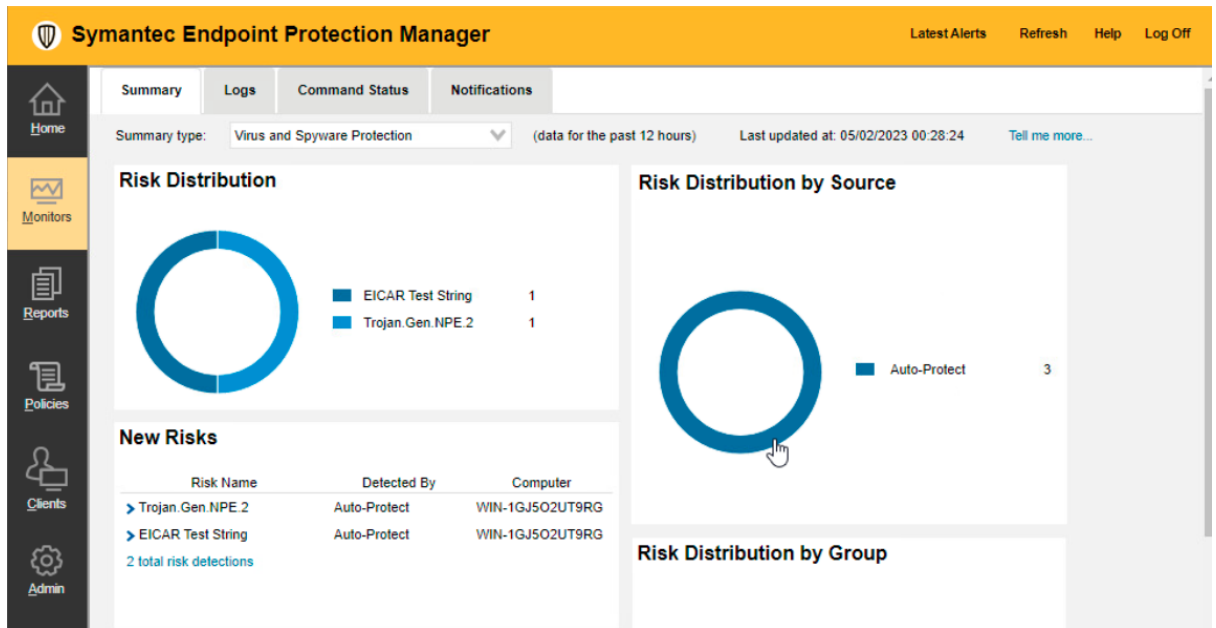 Symantec Endpoint Protection Manager
Latest Alerts Refresh Help Log Off
Home
Monitors
Reports
Policies
Clients
Admin
Summary Logs Command Status Notifications
Summary type: Virus and Spyware Protection (data for the past 12 hours) Last updated at: 05/02/2023 00:28:24 Tell me more...
Risk Distribution
EICAR Test String 1
Trojan.Gen.NPE.2 1
Risk Distribution by Source
Auto-Protect 3
New Risks
Risk Name Detected By Computer
Trojan.Gen.NPE.2 Auto-Protect WIN-1GJ5O2UT9RG
EICAR Test String Auto-Protect WIN-1GJ5O2UT9RG
2 total risk detections
Risk Distribution by Group